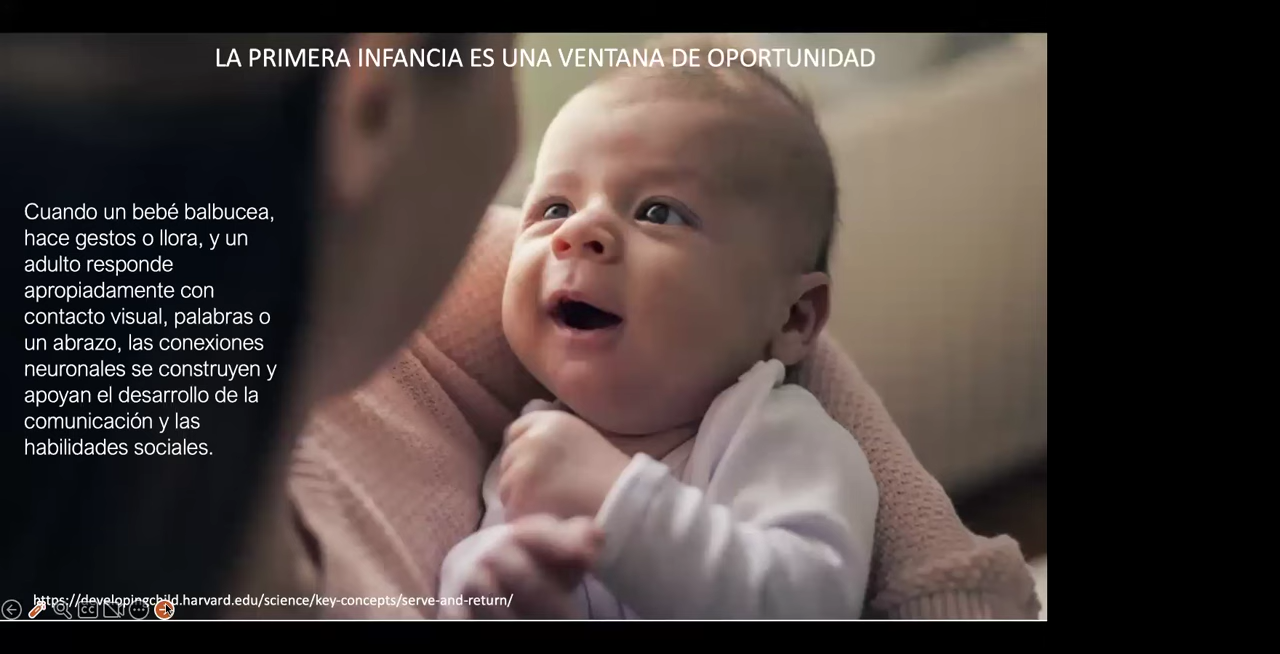 LA PRIMERA INFANCIA ES UNA VENTANA DE OPORTUNIDAD
Cuando un bebé balbucea,
hace gestos o llora, y un
adulto responde
apropiadamente con
contacto visual, palabras o
un abrazo, las conexiones
neuronales se construyen y
apoyan el desarrollo de la
comunicación y las
habilidades sociales.
https://developingchild.harvard.edu/science/key-concepts/serve-and-return/
CC